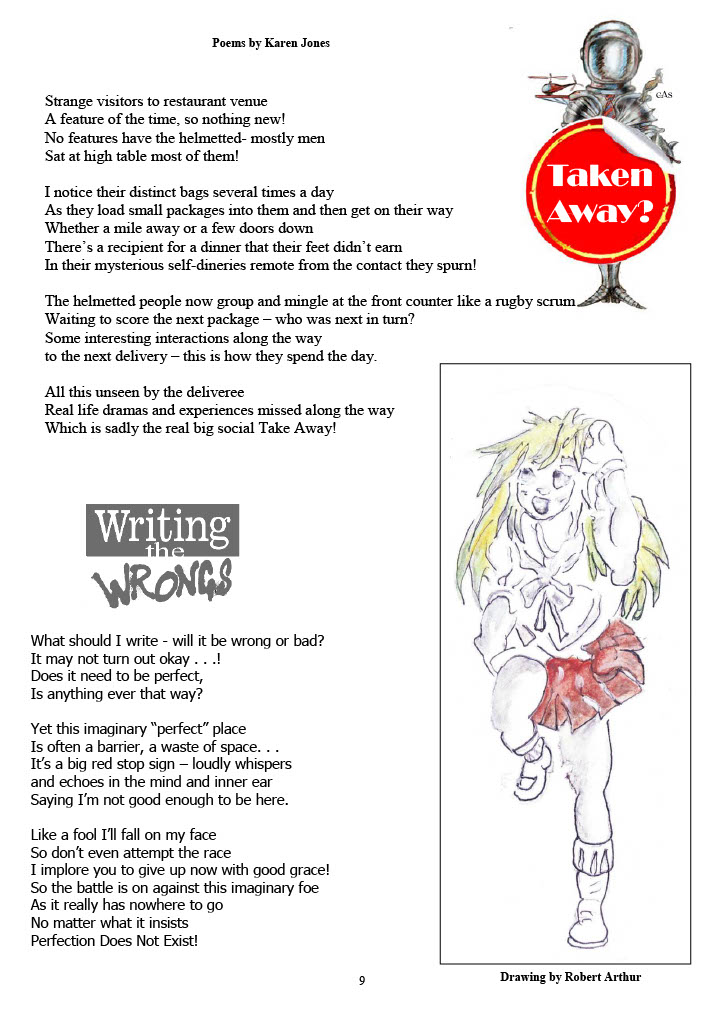 Poems by Karen Jones
GAS
Taken
Away?
Strange visitors to restaurant venue
A feature of the time, so nothing new!
No features have the helmetted- mostly men
Sat at high table most of them!
I notice their distinct bags several times a day
As they load small packages into them and then get on their way
Whether a mile away or a few doors down
There’s a recipient for a dinner that their feet didn’t earn
In their mysterious self-dineries remote from the contact they spurn!
The helmetted people now group and mingle at the front counter like a rugby scrum
Waiting to score the next package – who was next in turn?
Some interesting interactions along the way
to the next delivery – this is how they spend the day.
All this unseen by the deliveree
Real life dramas and experiences missed along the way
Which is sadly the real big social Take Away!
Writing
the
WRONGS
What should I write - will it be wrong or bad?
It may not turn out okay . . .!
Does it need to be perfect,
Is anything ever that way?
Yet this imaginary “perfect” place
Is often a barrier, a waste of space. . .
It’s a big red stop sign – loudly whispers
and echoes in the mind and inner ear
Saying I’m not good enough to be here.
Like a fool I’ll fall on my face
So don’t even attempt the race
I implore you to give up now with good grace!
So the battle is on against this imaginary foe
As it really has nowhere to go
No matter what it insists
Perfection Does Not Exist!
Drawing by Robert Arthur
9